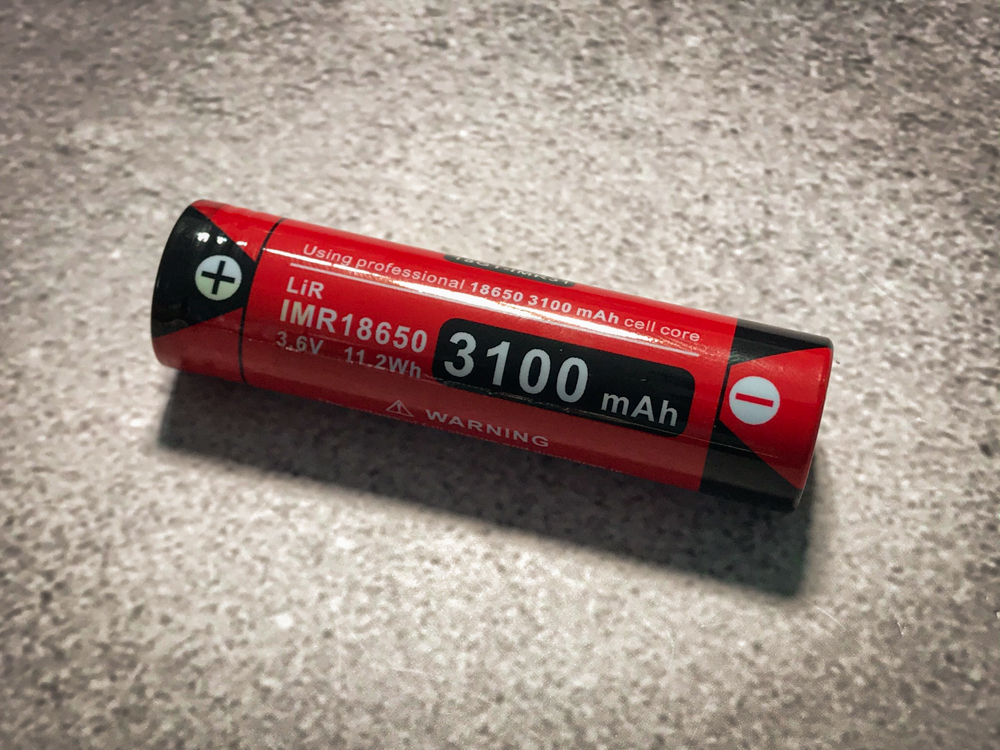 Using professional 18650 3100 mAh cell core
LiR
IMR18650
3.6V 11.2Wh
3100 mAh
WARNING